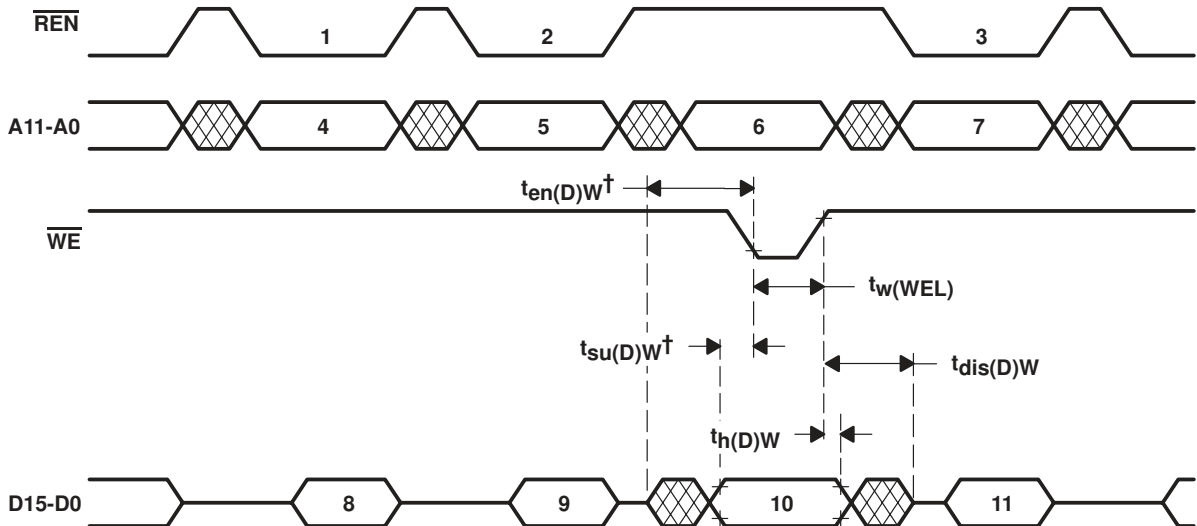 REN
1 2 3
A11-A0
4 5 6 7
ten(D)W†
WE
tw(WEL)
tsu(D)W†
tdis(D)W
th(D)W
D15-D0
8 9 10 11